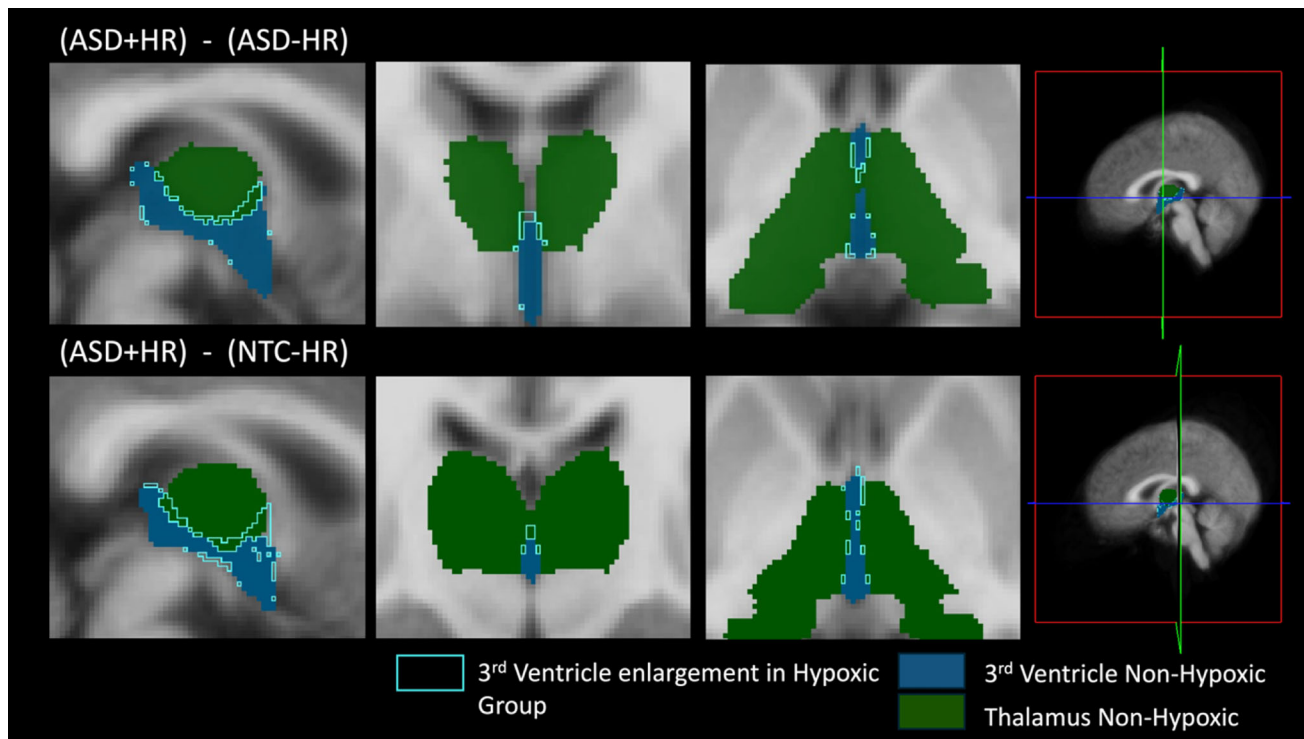 (ASD+HR) - (ASD-HR)
(ASD+HR) - (NTC-HR)
3rd Ventricle enlargement in Hypoxic
Group
3rd Ventricle Non-Hypoxic
Thalamus Non-Hypoxic